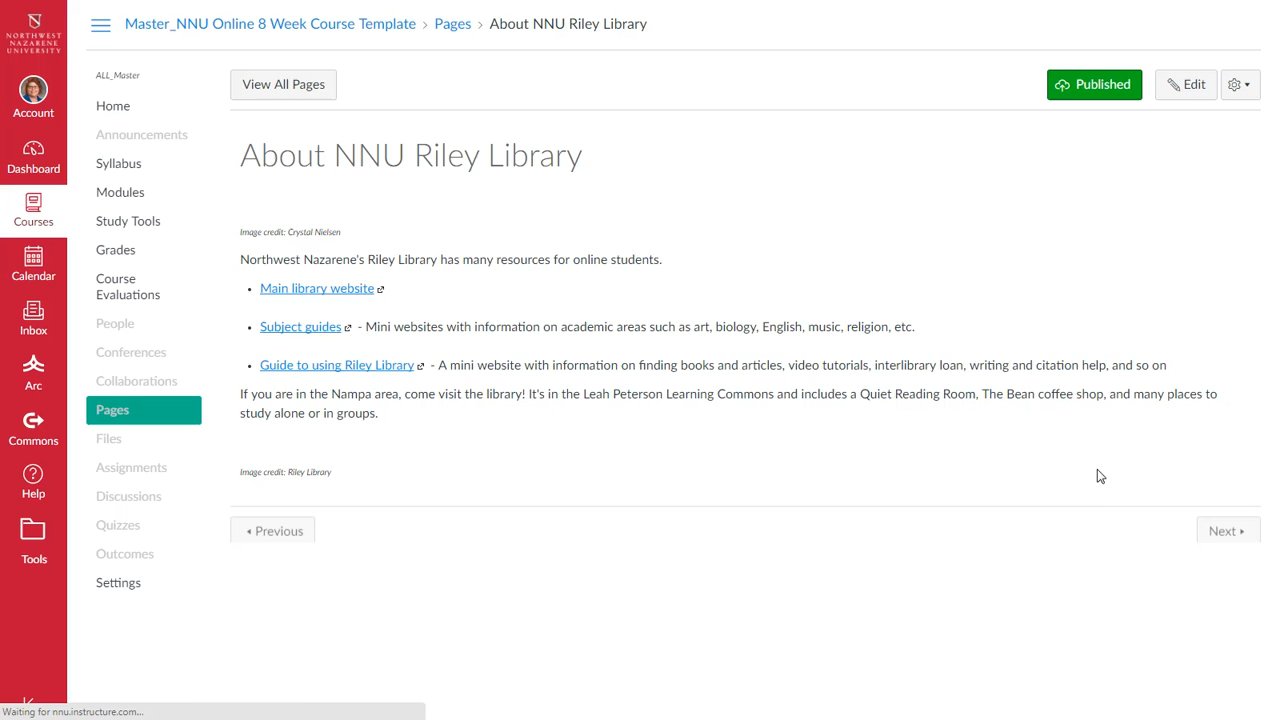 NORTHWEST
NAZARENE
UNIVERSITY
Account
Dashboard
Courses
Calendar
Inbox
Arc
Commons
Help
Tools
Master_NNU Online 8 Week Course Template › Pages › About NNU Riley Library
ALL_Master
Home
Announcements
Syllabus
Modules
Study Tools
Grades
Course
Evaluations
People
Conferences
Collaborations
Pages
Files
Assignments
Discussions
Quizzes
Outcomes
Settings
View All Pages
Published
Edit
About NNU Riley Library
Image credit: Crystal Nielsen
Northwest Nazarene's Riley Library has many resources for online students.
• Main library website
• Subject guides - Mini websites with information on academic areas such as art, biology, English, music, religion, etc.
• Guide to using Riley Library - A mini website with information on finding books and articles, video tutorials, interlibrary loan, writing and citation help, and so on
If you are in the Nampa area, come visit the library! It's in the Leah Peterson Learning Commons and includes a Quiet Reading Room, The Bean coffee shop, and many places to
study alone or in groups.
Image credit: Riley Library
Previous
Next
Waiting for nnu.instructure.com...